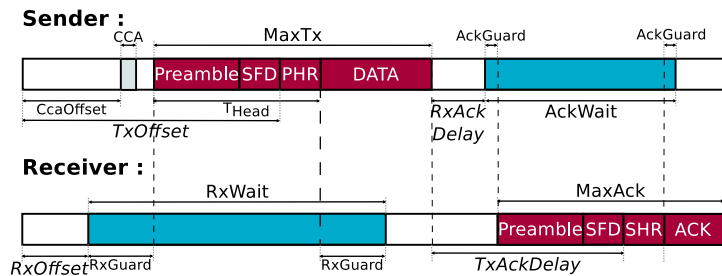 Sender :
CCA
MaxTx
AckGuard
AckGuard
Preamble SFD PHR DATA
CcaOffset
THead
RxAck
AckWait
TxOffset
Delay
Receiver :
RxWait
MaxAck
Preamble SFD SHR ACK
RxOffset
RxGuard
RxGuard
TxAckDelay